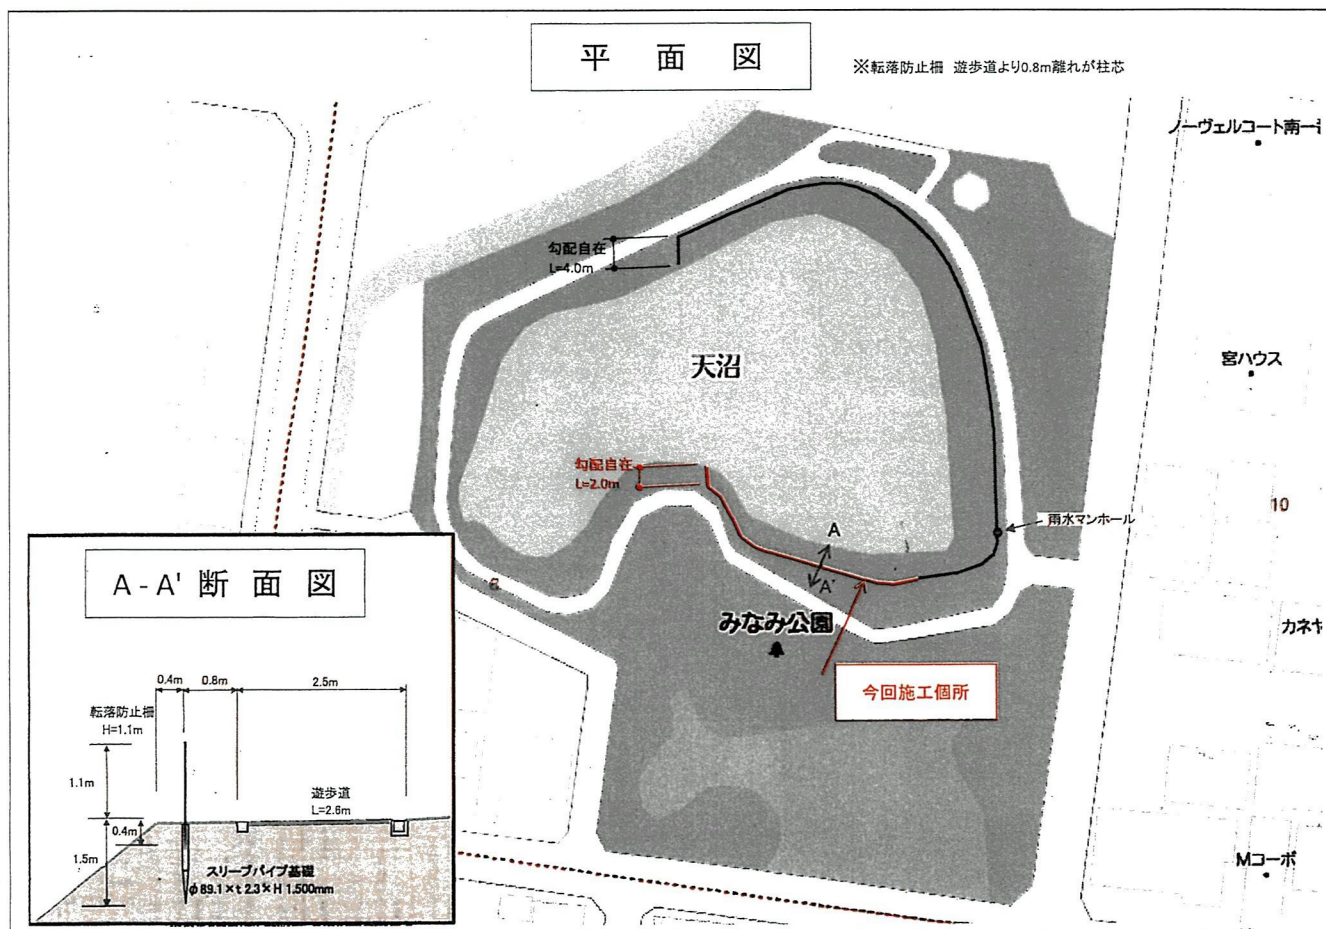 平面図
※転落防止柵 遊歩道より0.8m離れが柱芯
ノーヴェルコート南一
勾配自在
L=4.0m
天沼
宮ハウス
勾配自在
L=2.0m
10
雨水マンホール
A
A'
みなみ公園
カネヤ
今回施工個所
Mコーポ
A-A'断面図
0.4m
0.8m
2.5m
転落防止柵
H=1.1m
1.1m
遊歩道
L=2.6m
0.4m
1.5m
スリーブパイプ基礎
φ89.1×t2.3×H1,500mm